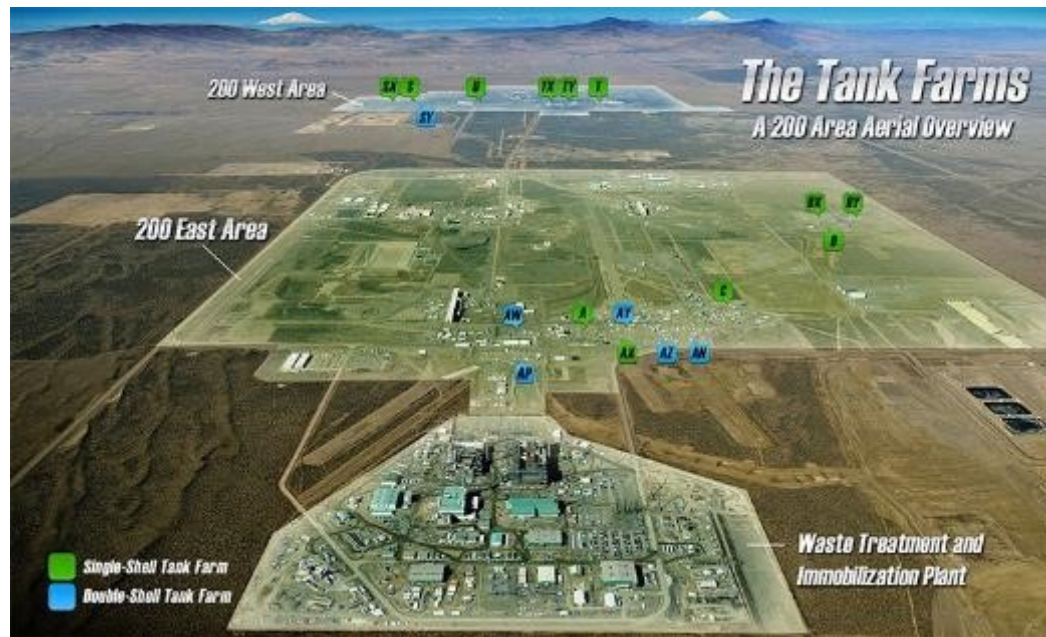 The Tank Farms
A 200 Area Aerial Overview
200 West Area
SX S U TX TY T
SY
200 East Area
BX BY
B
C
AW A AY
AX AZ AN
AP
Waste Treatment and
Immobilization Plant
Single-Shell Tank Farm
Double-Shell Tank Farm